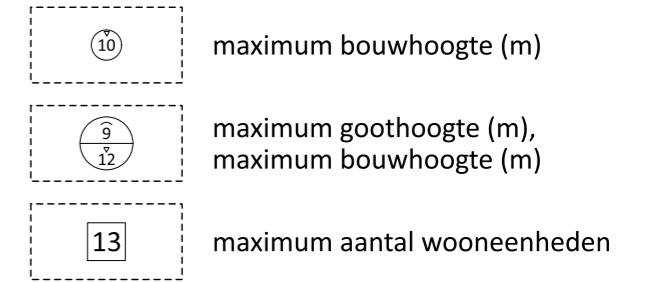 10 maximum bouwhoogte (m)
9 maximum goothoogte (m),
12 maximum bouwhoogte (m)
13 maximum aantal wooneenheden